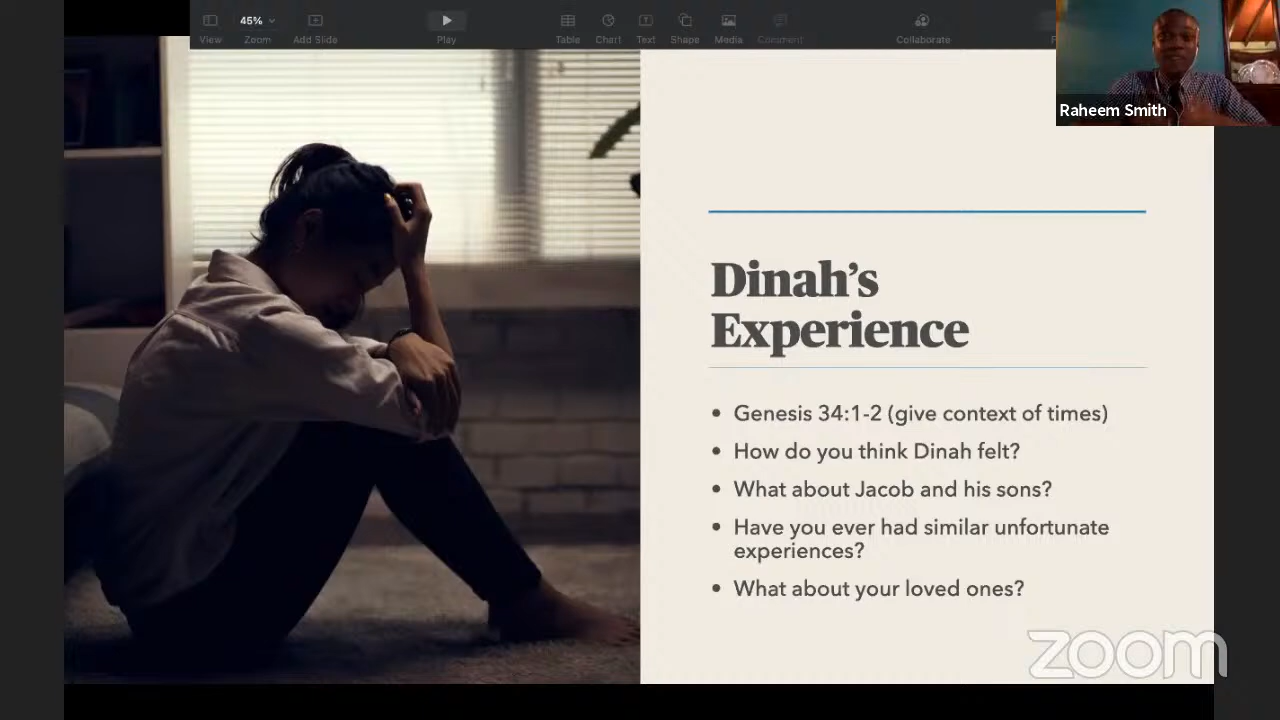 45%
View
Zoom
Add Slide
Play
Table
Chart
Text
Shape
Media
Comment
Collaborate
Raheem Smith
Dinah’s
Experience
• Genesis 34:1-2 (give context of times)
• How do you think Dinah felt?
• What about Jacob and his sons?
• Have you ever had similar unfortunate
experiences?
• What about your loved ones?
zoom